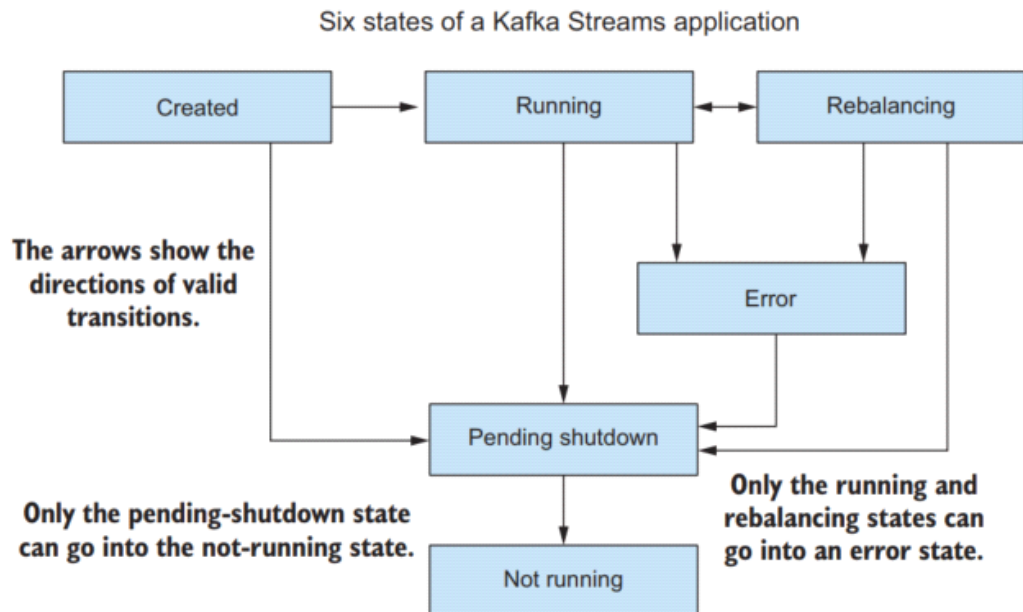 Six states of a Kafka Streams application
Created
Running
Rebalancing
The arrows show the
directions of valid
transitions.
Error
Pending shutdown
Only the pending-shutdown state
can go into the not-running state.
Only the running and
rebalancing states can
go into an error state.
Not running